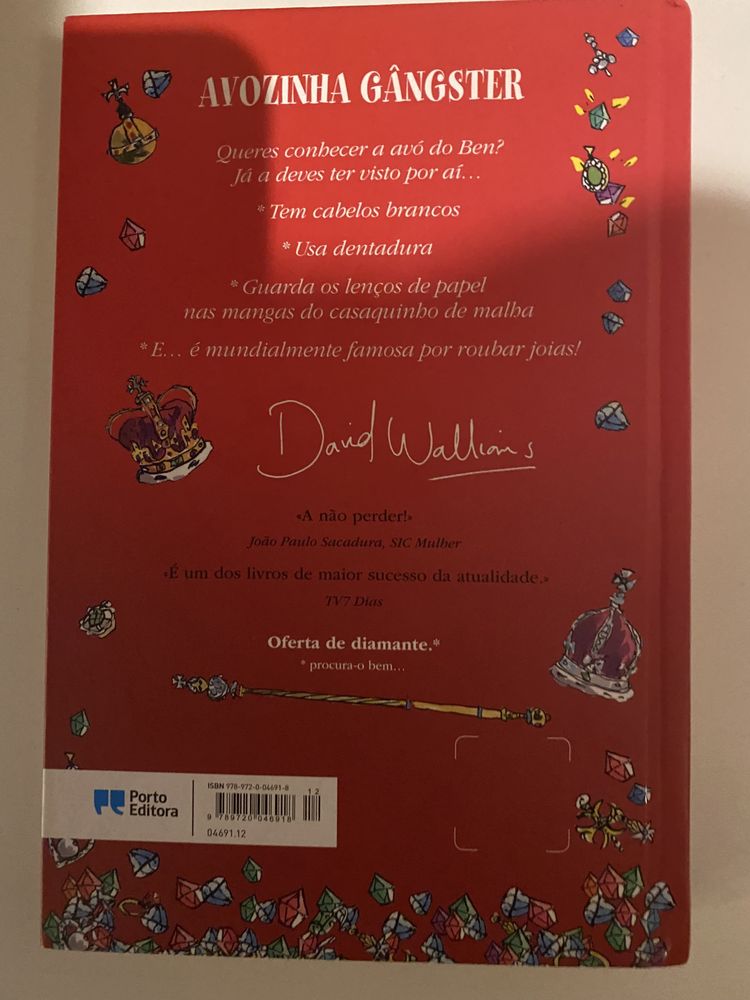 AVOZINHA GÂNGSTER
Queres conhecer a avó do Ben?
Já a deves ter visto por aí...
* Tem cabelos brancos
* Usa dentadura
* Guarda os lenços de papel
nas mangas do casaquinho de malha
* E... é mundialmente famosa por roubar joias!
David Walliams
«A não perder!»
João Paulo Sacadura, SIC Mulher
«É um dos livros de maior sucesso da atualidade.»
TV7 Dias
Oferta de diamante.*
* procura-o bem...
Porto
Editora
ISBN 978-972-0-04691-8
12
9 789720 046918
04691.12